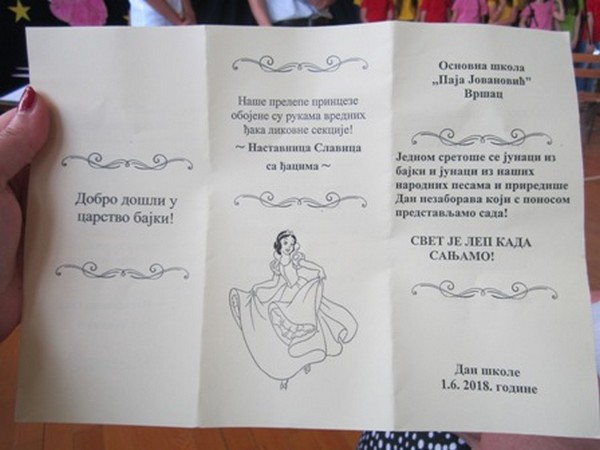 Добро дошли у
царство бајки!
Наше прелепе принцезе
обојене су рукама вредних
ђака ликовне секције!
~ Наставница Славица
са ђацима ~
Основна школа
„Паја Јовановић"
Вршац
Једном сретоше се јунаци из
бајки и јунаци из наших
народних песама и приредише
Дан незаборава који с поносом
представљамо сада!
СВЕТ ЈЕ ЛЕП КАДА
САЊАМО!
Дан школе
1.6. 2018. године